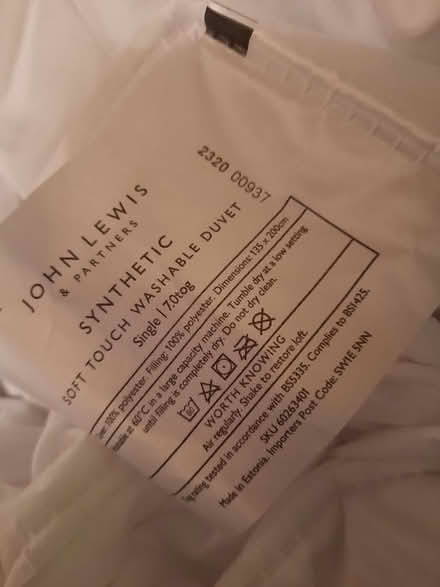 2320 00937
JOHN LEWIS
& PARTNERS
SYNTHETIC
SOFT TOUCH WASHABLE DUVET
Single | 7.0tog
100% polyester. Filling: 100% polyester. Dimensions: 135 x 200cm
at 60°C in a large capacity machine. Tumble dry at a low setting
until filling is completely dry. Do not dry clean.
60
WORTH KNOWING
Air regularly. Shake to restore loft.
tested in accordance with BS5335. Complies to BS1425.
SKU 60263401
Made in Estonia. Importers Post Code: SW1E 5NN